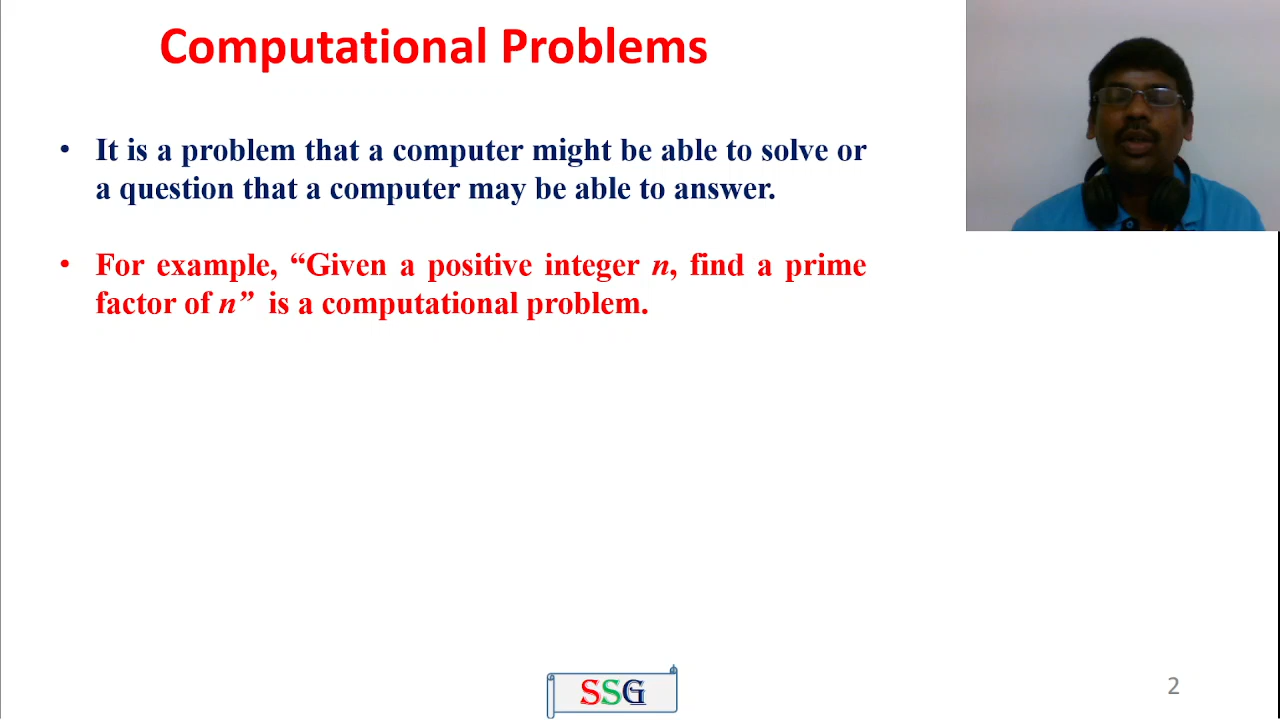 Computational Problems
• It is a problem that a computer might be able to solve or
a question that a computer may be able to answer.
• For example, “Given a positive integer n, find a prime
factor of n” is a computational problem.
SSG
2